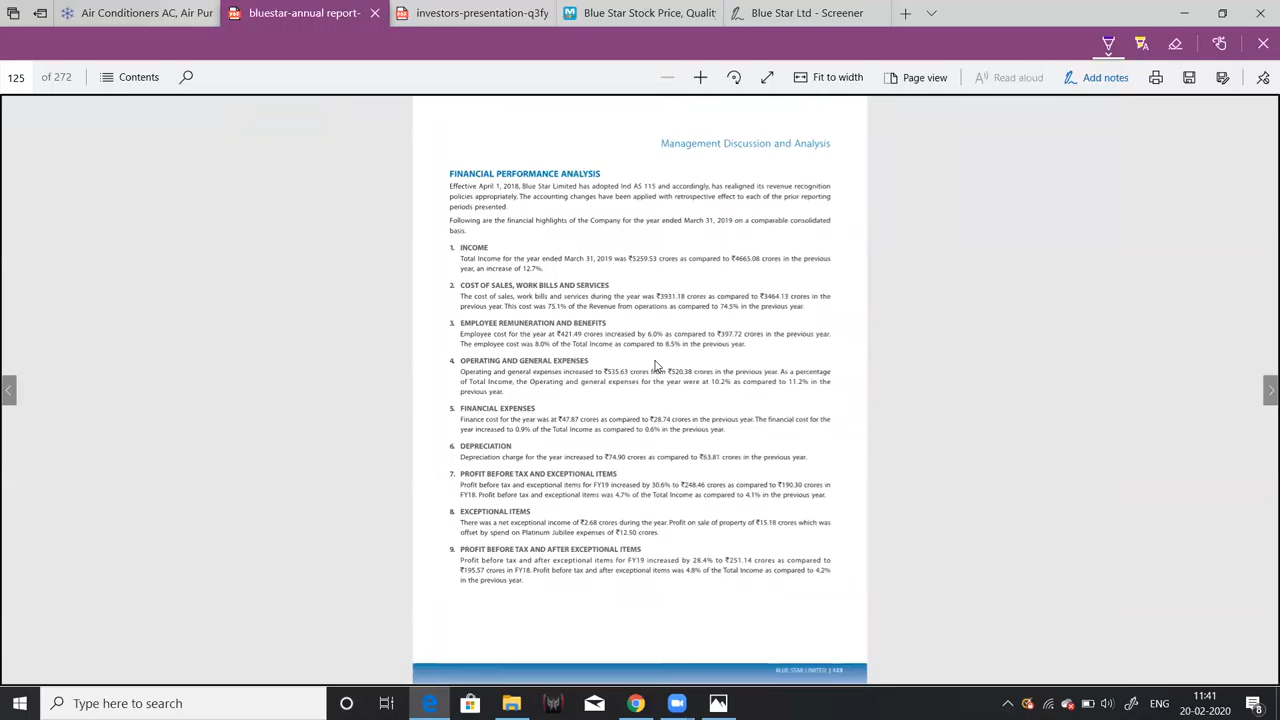 Air Conditioners AC, Air Pur
bluestar-annual report-
investors-q3fy
Blue Star Ltd - Screener
125 of 272
Contents
Fit to width
Page view
Read aloud
Add notes
Management Discussion and Analysis
FINANCIAL PERFORMANCE ANALYSIS
Effective April 1, 2018, Blue Star Limited has adopted Ind AS 115 and accordingly, has realigned its revenue recognition
policies appropriately. The accounting changes have been applied with retrospective effect to each of the prior reporting
periods presented.
Following are the financial highlights of the Company for the year ended March 31, 2019 on a comparable consolidated
basis.
1. INCOME
Total Income for the year ended March 31, 2019 was ₹5259.53 crores as compared to ₹4665.08 crores in the previous
year, an increase of 12.7%.
2. COST OF SALES, WORK BILLS AND SERVICES
The cost of sales, work bills and services during the year was ₹3931.18 crores as compared to ₹3464.13 crores in the
previous year. This cost was 75.1% of the Revenue from operations as compared to 74.5% in the previous year.
3. EMPLOYEE REMUNERATION AND BENEFITS
Employee cost for the year at ₹421.49 crores increased by 6.0% as compared to ₹397.72 crores in the previous year.
The employee cost was 8.0% of the Total Income as compared to 8.5% in the previous year.
4. OPERATING AND GENERAL EXPENSES
Operating and general expenses increased to ₹535.63 crores from ₹520.38 crores in the previous year. As a percentage
of Total Income, the Operating and general expenses for the year were at 10.2% as compared to 11.2% in the
previous year.
5. FINANCIAL EXPENSES
Finance cost for the year was at ₹47.87 crores as compared to ₹28.74 crores in the previous year. The financial cost for the
year increased to 0.9% of the Total Income as compared to 0.6% in the previous year.
6. DEPRECIATION
Depreciation charge for the year increased to ₹74.90 crores as compared to ₹63.81 crores in the previous year.
7. PROFIT BEFORE TAX AND EXCEPTIONAL ITEMS
Profit before tax and exceptional items for FY19 increased by 30.6% to ₹248.46 crores as compared to ₹190.30 crores in
FY18. Profit before tax and exceptional items was 4.7% of the Total Income as compared to 4.1% in the previous year.
8. EXCEPTIONAL ITEMS
There was a net exceptional income of ₹2.68 crores during the year. Profit on sale of property of ₹15.18 crores which was
offset by spend on Platinum Jubilee expenses of ₹12.50 crores.
9. PROFIT BEFORE TAX AND AFTER EXCEPTIONAL ITEMS
Profit before tax and after exceptional items for FY19 increased by 28.4% to ₹251.14 crores as compared to
₹195.57 crores in FY18. Profit before tax and after exceptional items was 4.8% of the Total Income as compared to 4.2%
in the previous year.
BLUE STAR LIMITED | 123
Type here to search
ENG
11:41
20-02-2020
8